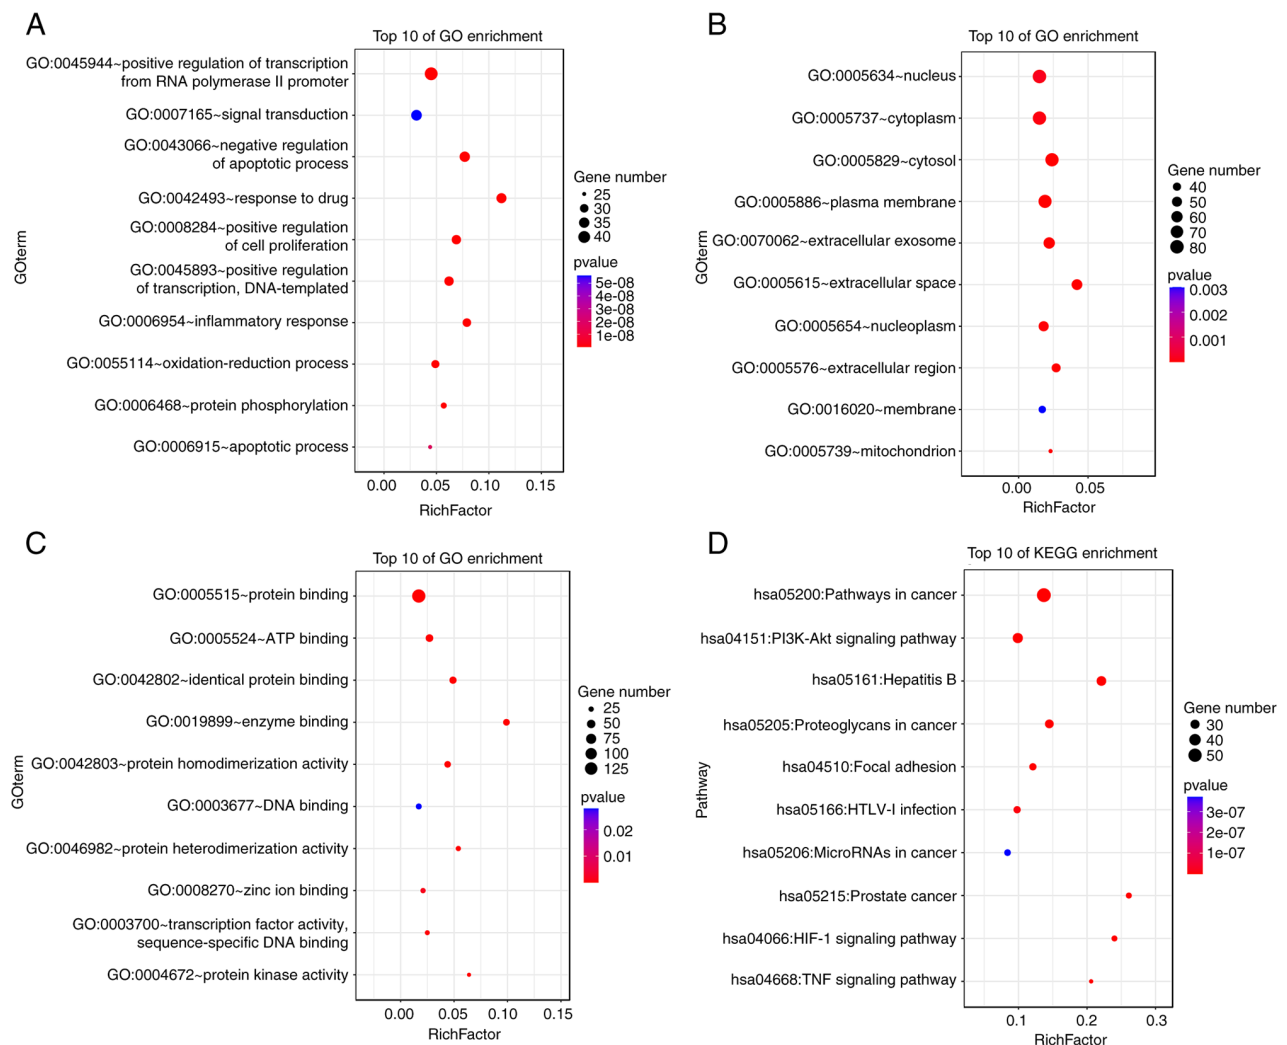 A
Top 10 of GO enrichment
GO:0045944~positive regulation of transcription
from RNA polymerase II promoter
GO:0007165~signal transduction
GO:0043066~negative regulation
of apoptotic process
GO:0042493~response to drug
GO:0008284~positive regulation
of cell proliferation
GO:0045893~positive regulation
of transcription, DNA-templated
GO:0006954~inflammatory response
GO:0055114~oxidation-reduction process
GO:0006468~protein phosphorylation
GO:0006915~apoptotic process
GOterm
0.00 0.05 0.10 0.15
RichFactor
Gene number
25
30
35
40
pvalue
5e-08
4e-08
3e-08
2e-08
1e-08
B
Top 10 of GO enrichment
GO:0005634~nucleus
GO:0005737~cytoplasm
GO:0005829~cytosol
GO:0005886~plasma membrane
GO:0070062~extracellular exosome
GO:0005615~extracellular space
GO:0005654~nucleoplasm
GO:0005576~extracellular region
GO:0016020~membrane
GO:0005739~mitochondrion
GOterm
0.00 0.05
RichFactor
Gene number
40
50
60
70
80
pvalue
0.003
0.002
0.001
C
Top 10 of GO enrichment
GO:0005515~protein binding
GO:0005524~ATP binding
GO:0042802~identical protein binding
GO:0019899~enzyme binding
GO:0042803~protein homodimerization activity
GO:0003677~DNA binding
GO:0046982~protein heterodimerization activity
GO:0008270~zinc ion binding
GO:0003700~transcription factor activity,
sequence-specific DNA binding
GO:0004672~protein kinase activity
GOterm
0.00 0.05 0.10 0.15
RichFactor
Gene number
25
50
75
100
125
pvalue
0.02
0.01
D
Top 10 of KEGG enrichment
hsa05200:Pathways in cancer
hsa04151:PI3K-Akt signaling pathway
hsa05161:Hepatitis B
hsa05205:Proteoglycans in cancer
hsa04510:Focal adhesion
hsa05166:HTLV-I infection
hsa05206:MicroRNAs in cancer
hsa05215:Prostate cancer
hsa04066:HIF-1 signaling pathway
hsa04668:TNF signaling pathway
Pathway
0.1 0.2 0.3
RichFactor
Gene number
30
40
50
pvalue
3e-07
2e-07
1e-07